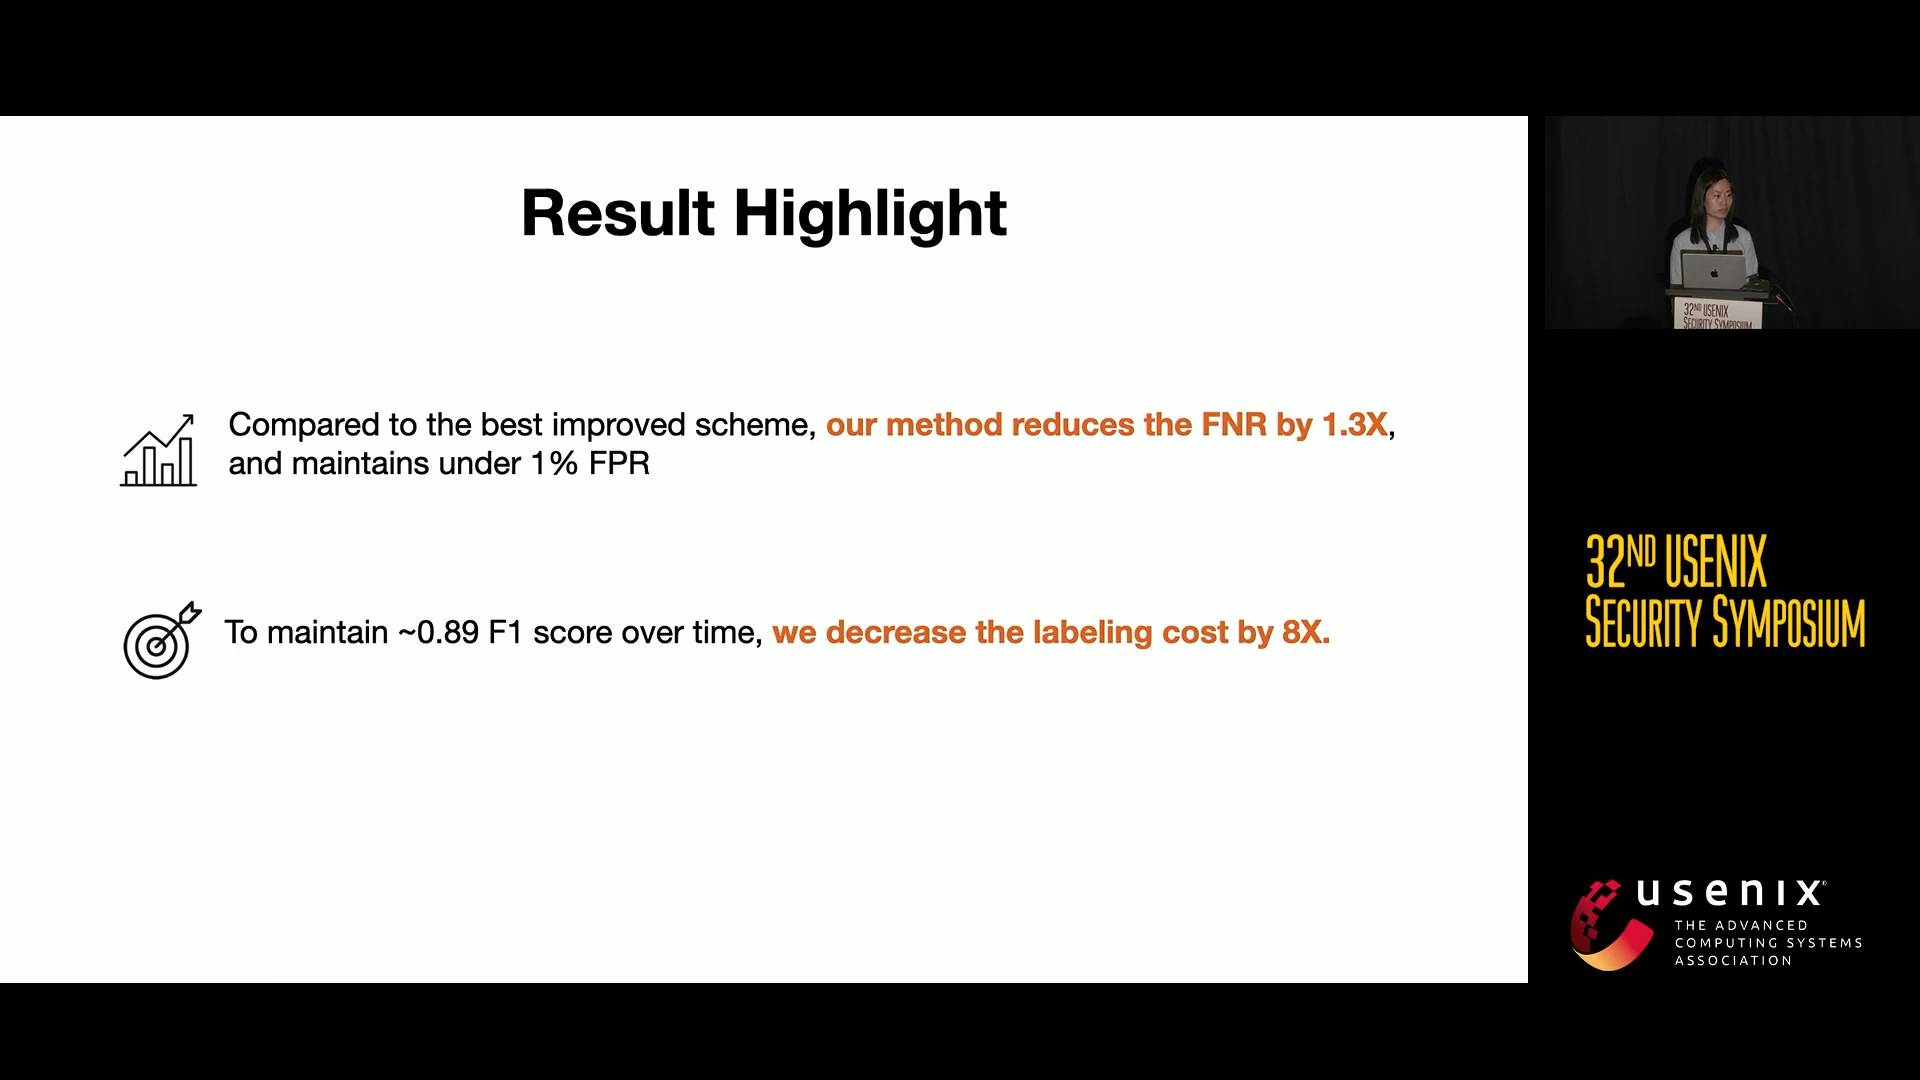 Result Highlight
Compared to the best improved scheme, our method reduces the FNR by 1.3X,
and maintains under 1% FPR
To maintain ~0.89 F1 score over time, we decrease the labeling cost by 8X.
32ND USENIX
SECURITY SYMPOSIUM
32ND USENIX
SECURITY SYMPOSIUM
usenix®
THE ADVANCED
COMPUTING SYSTEMS
ASSOCIATION